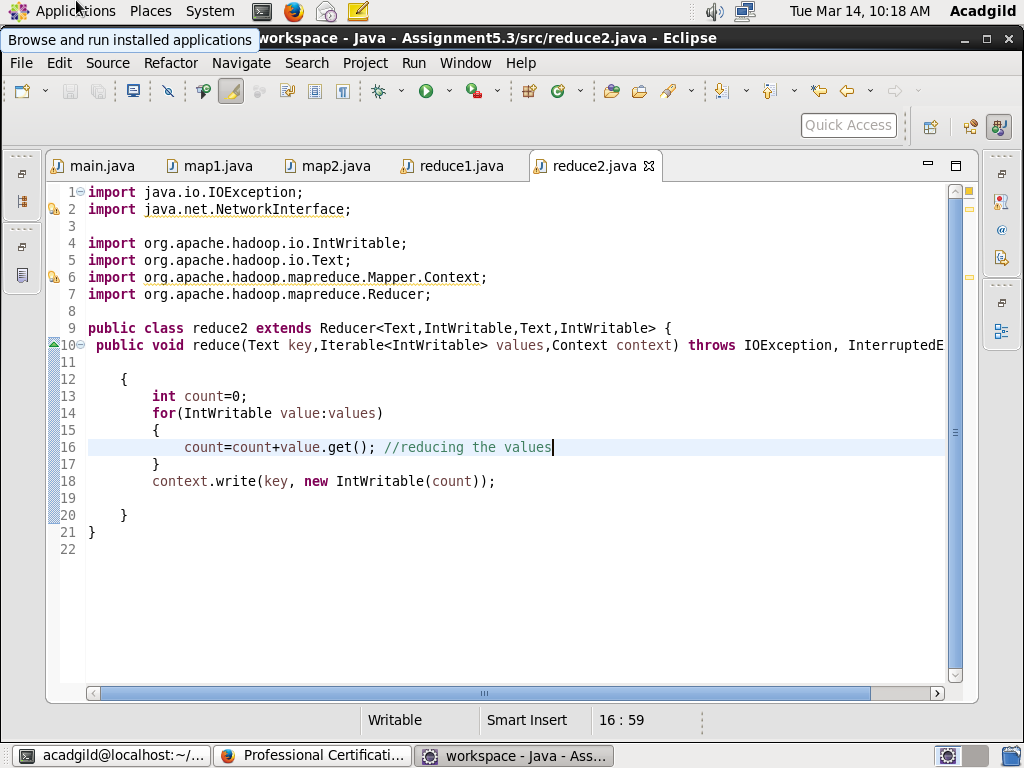 Applications Places System Tue Mar 14, 10:18 AM Acadgild
Browse and run installed applications
workspace - Java - Assignment5.3/src/reduce2.java - Eclipse
File Edit Source Refactor Navigate Search Project Run Window Help
Quick Access
main.java map1.java map2.java reduce1.java reduce2.java
1 import java.io.IOException;
2 import java.net.NetworkInterface;
3
4 import org.apache.hadoop.io.IntWritable;
5 import org.apache.hadoop.io.Text;
6 import org.apache.hadoop.mapreduce.Mapper.Context;
7 import org.apache.hadoop.mapreduce.Reducer;
8
9 public class reduce2 extends Reducer<Text,IntWritable,Text,IntWritable> {
10 public void reduce(Text key,Iterable<IntWritable> values,Context context) throws IOException, InterruptedE
11
12 {
13 int count=0;
14 for(IntWritable value:values)
15 {
16 count=count+value.get(); //reducing the values
17 }
18 context.write(key, new IntWritable(count));
19
20 }
21 }
22
Writable Smart Insert 16 : 59
acadgild@localhost:~/... Professional Certificati... workspace - Java - Ass...